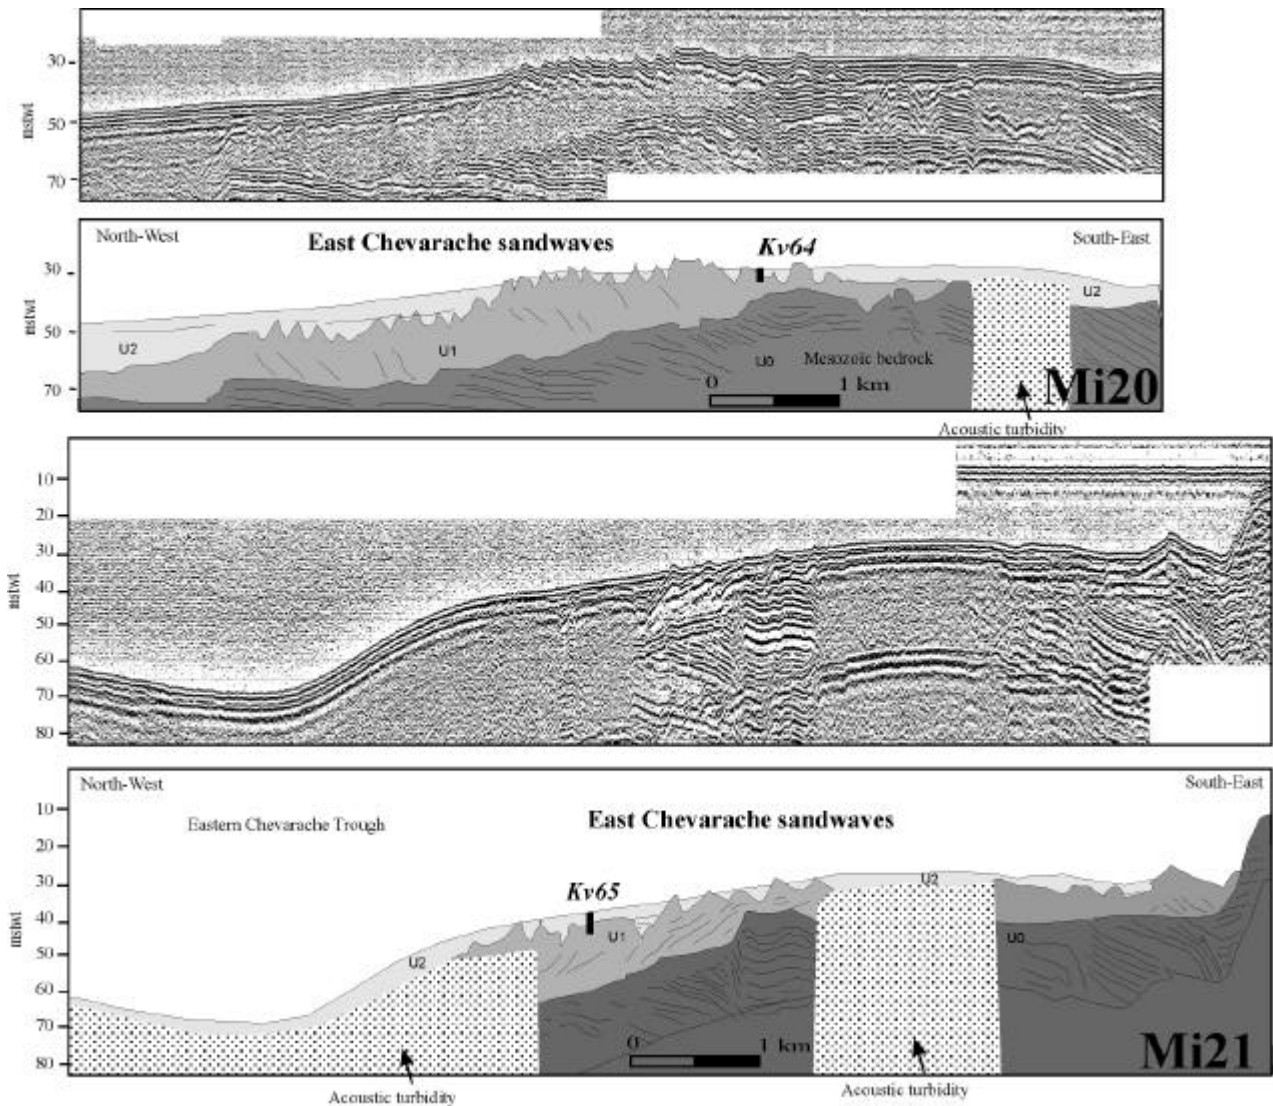 30
50
70
mstwt
North-West
East Chevarache sandwaves
Kv64
South-East
30
50
70
mstwt
U2
U1
U0
Mesozoic bedrock
U2
0
1 km
Mi20
Acoustic turbidity
10
20
30
40
50
60
70
80
mstwt
North-West
South-East
Eastern Chevarache Trough
East Chevarache sandwaves
10
20
30
40
50
60
70
80
mstwt
Kv65
U2
U1
U2
U0
0
1 km
Mi21
Acoustic turbidity
Acoustic turbidity